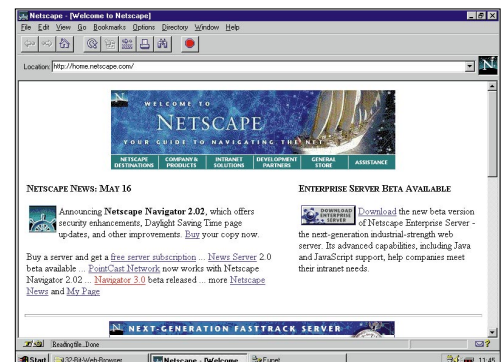 Netscape - [Welcome to Netscape]
File Edit View Go Bookmarks Options Directory Window Help
Location: http://home.netscape.com/
WELCOME TO
NETSCAPE
YOUR GUIDE TO NAVIGATING THE NET
NETSCAPE DESTINATIONS
COMPANY & PRODUCTS
INTRANET SOLUTIONS
DEVELOPMENT PARTNERS
GENERAL STORE
ASSISTANCE
NETSCAPE NEWS: MAY 16
Announcing Netscape Navigator 2.02, which offers
security enhancements, Daylight Saving Time page
updates, and other improvements. Buy your copy now.
Buy a server and get a free server subscription ... News Server 2.0
beta available ... PointCast Network now works with Netscape
Navigator 2.02 ... Navigator 3.0 beta released ... more Netscape
News and My Page
ENTERPRISE SERVER BETA AVAILABLE
DOWNLOAD
ENTERPRISE
SERVER
Download the new beta version
of Netscape Enterprise Server -
the next-generation industrial-strength web
server. Its advanced capabilities, including Java
and JavaScript support, help companies meet
their intranet needs.
NEXT-GENERATION FASTTRACK SERVER
Reading file...Done
Start
32-Bit-Web-Browser
Netscape - [Welcome
Eunet
11:45